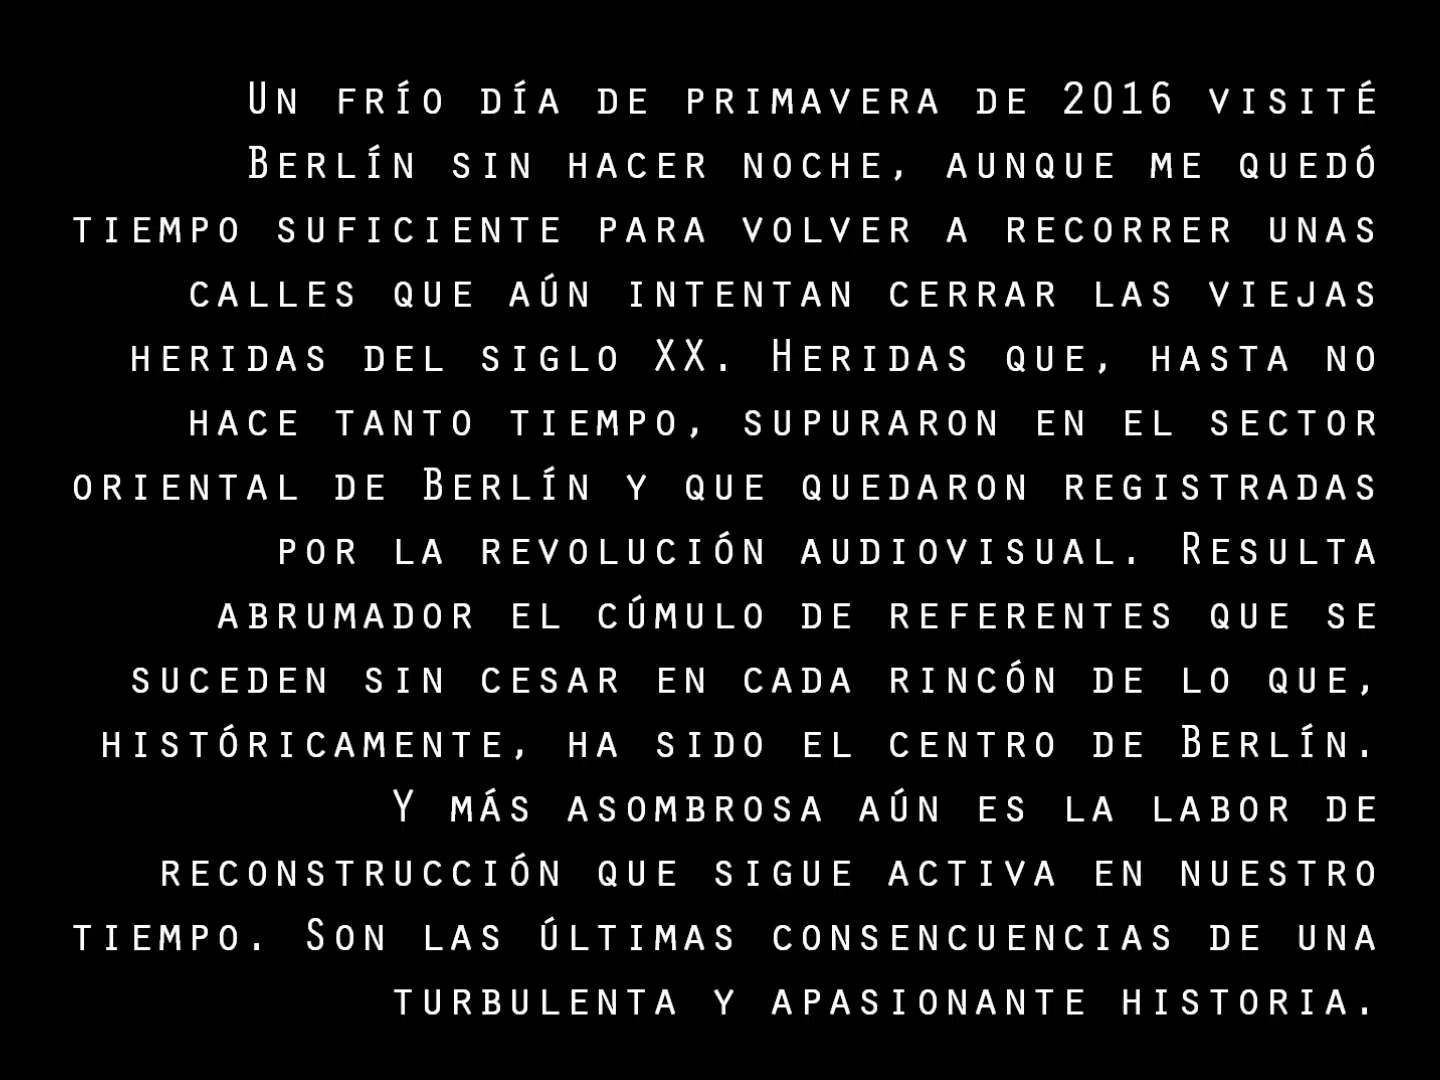 Un frío día de primavera de 2016 visité
Berlín sin hacer noche, aunque me quedó
tiempo suficiente para volver a recorrer unas
calles que aún intentan cerrar las viejas
heridas del siglo XX. Heridas que, hasta no
hace tanto tiempo, supuraron en el sector
oriental de Berlín y que quedaron registradas
por la revolución audiovisual. Resulta
abrumador el cúmulo de referentes que se
suceden sin cesar en cada rincón de lo que,
históricamente, ha sido el centro de Berlín.
Y más asombrosa aún es la labor de
reconstrucción que sigue activa en nuestro
tiempo. Son las últimas consencuencias de una
turbulenta y apasionante historia.